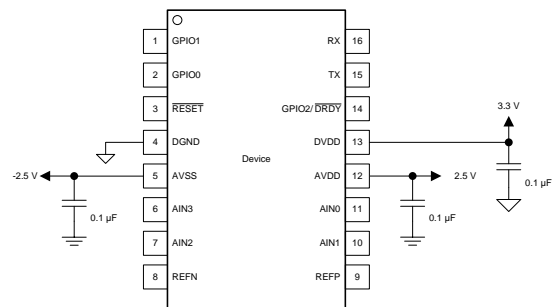 1 GPIO1 RX 16
2 GPIO0 TX 15
3 RESET GPIO2/DRDY 14
3.3 V
4 DGND DVDD 13
Device
-2.5 V 5 AVSS AVDD 12 2.5 V
0.1 µF
0.1 µF 6 AIN3 AIN0 11 0.1 µF
7 AIN2 AIN1 10
8 REFN REFP 9